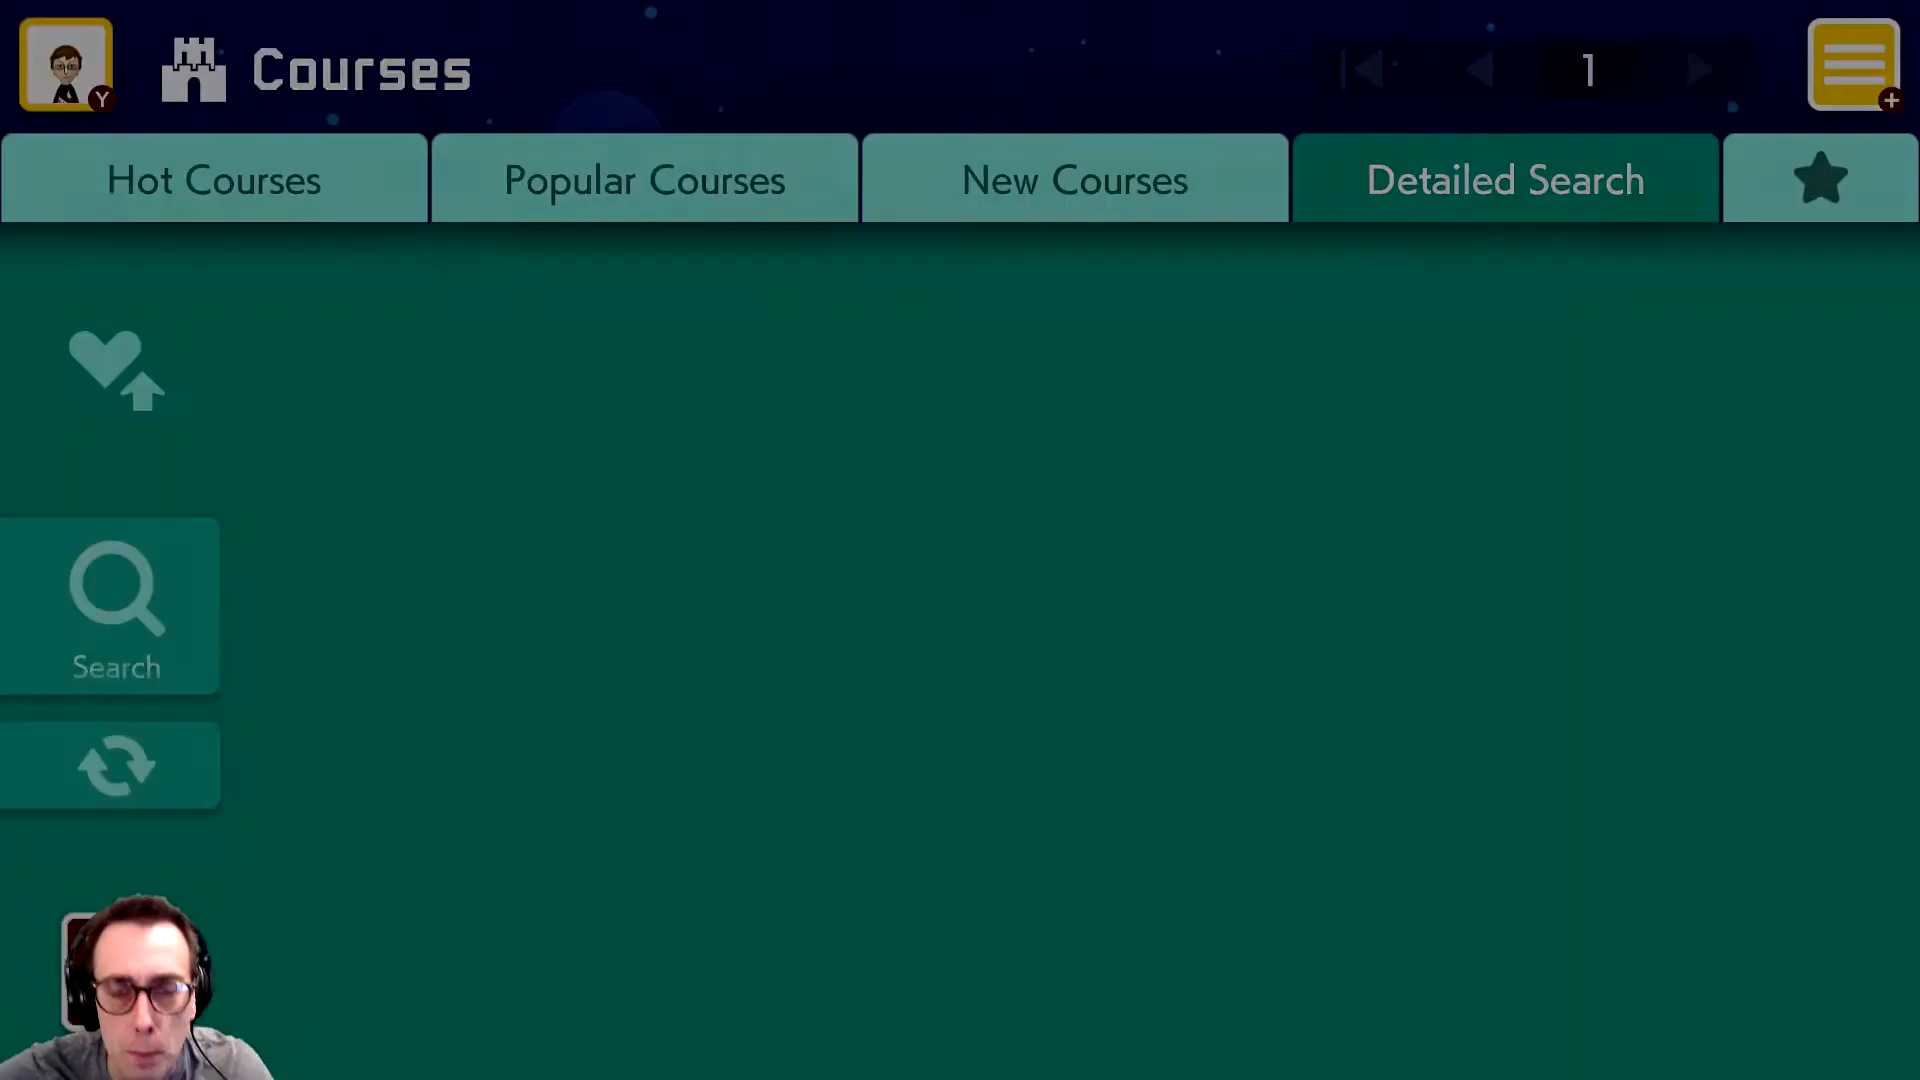 Y
Courses
1
+
Hot Courses
Popular Courses
New Courses
Detailed Search
Search